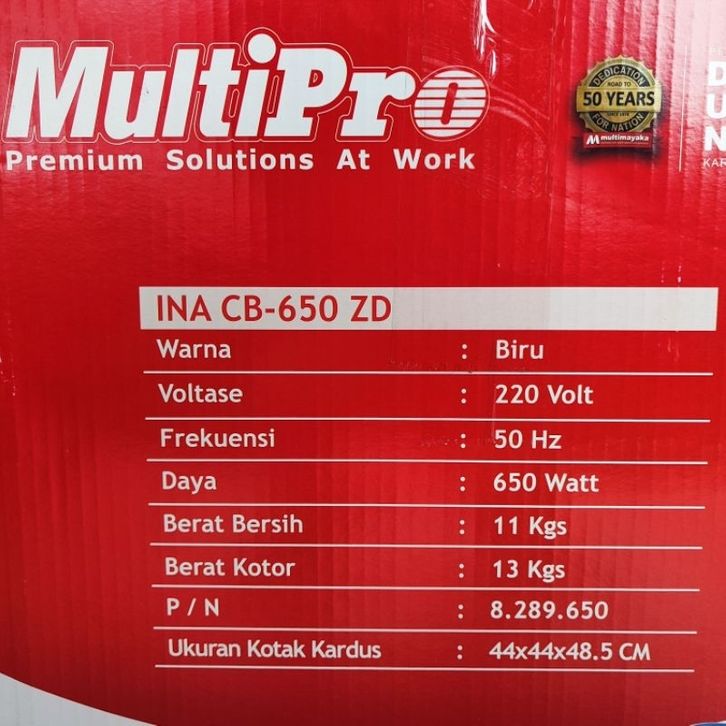 MultiPro
Premium Solutions At Work
DEDICATION
ROAD TO
50 YEARS
FOR NATION
multimayaka
KAR
INA CB-650 ZD
Warna : Biru
Voltase : 220 Volt
Frekuensi : 50 Hz
Daya : 650 Watt
Berat Bersih : 11 Kgs
Berat Kotor : 13 Kgs
P / N : 8.289.650
Ukuran Kotak Kardus : 44x44x48.5 CM